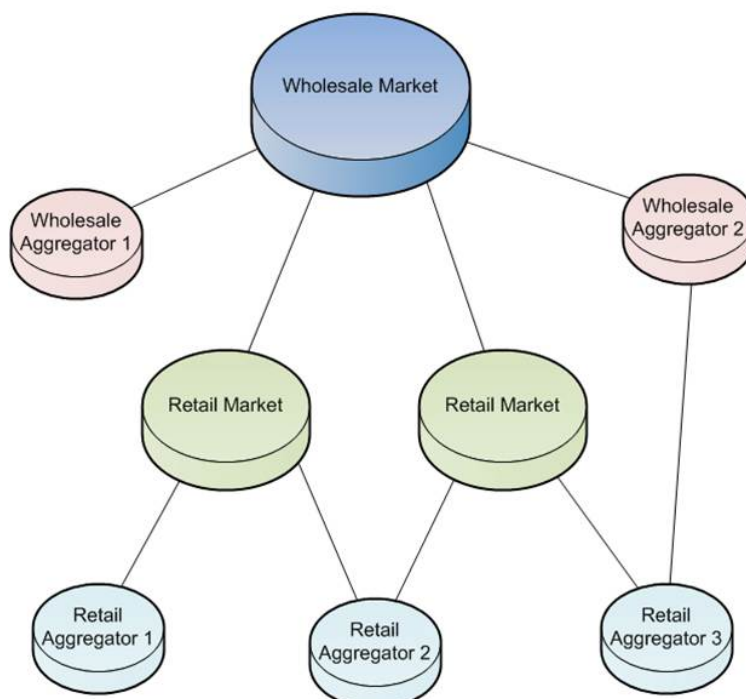 Wholesale Market
Wholesale
Aggregator 1
Wholesale
Aggregator 2
Retail Market
Retail Market
Retail
Aggregator 1
Retail
Aggregator 2
Retail
Aggregator 3